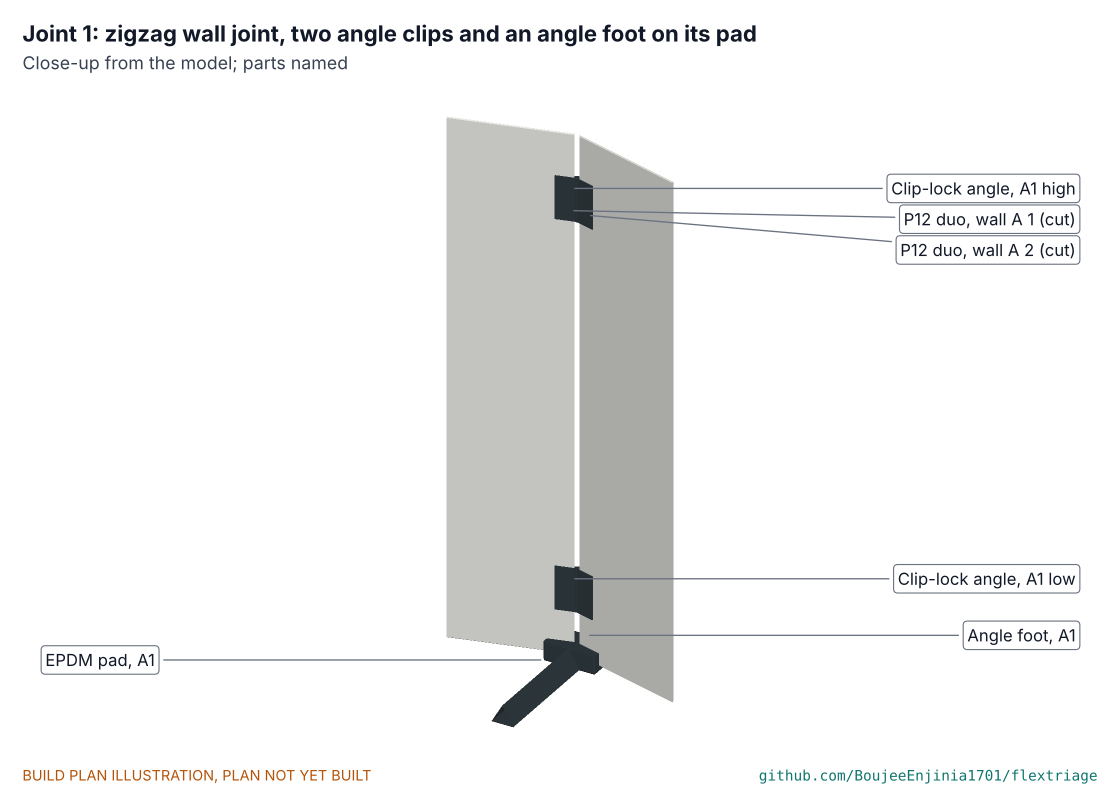 Joint 1: zigzag wall joint, two angle clips and an angle foot on its pad
Close-up from the model; parts named
Clip-lock angle, A1 high
P12 duo, wall A 1 (cut)
P12 duo, wall A 2 (cut)
Clip-lock angle, A1 low
Angle foot, A1
EPDM pad, A1
BUILD PLAN ILLUSTRATION, PLAN NOT YET BUILT
github.com/BoujeeEnjinia1701/flextriage